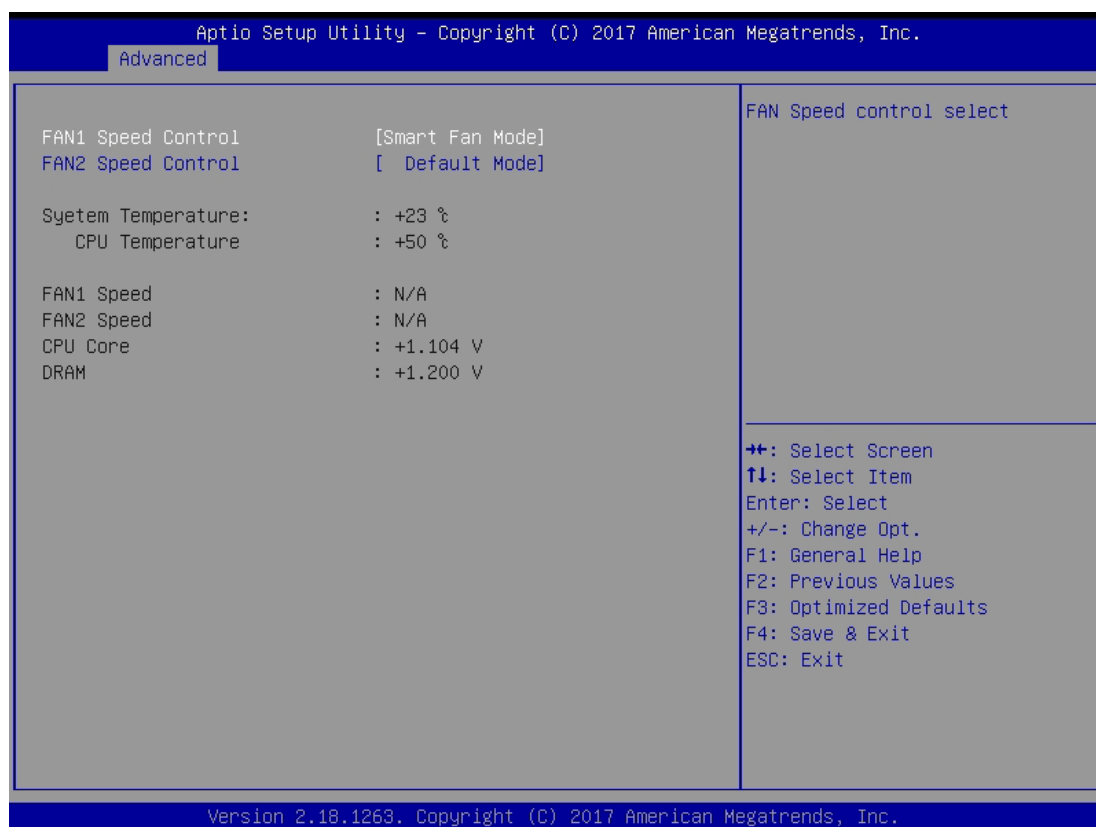 Aptio Setup Utility – Copyright (C) 2017 American Megatrends, Inc.
Advanced
FAN1 Speed Control [Smart Fan Mode]
FAN2 Speed Control [ Default Mode]
Syetem Temperature: : +23 ℃
CPU Temperature : +50 ℃
FAN1 Speed : N/A
FAN2 Speed : N/A
CPU Core : +1.104 V
DRAM : +1.200 V
FAN Speed control select
→←: Select Screen
↑↓: Select Item
Enter: Select
+/-: Change Opt.
F1: General Help
F2: Previous Values
F3: Optimized Defaults
F4: Save & Exit
ESC: Exit
Version 2.18.1263. Copyright (C) 2017 American Megatrends, Inc.